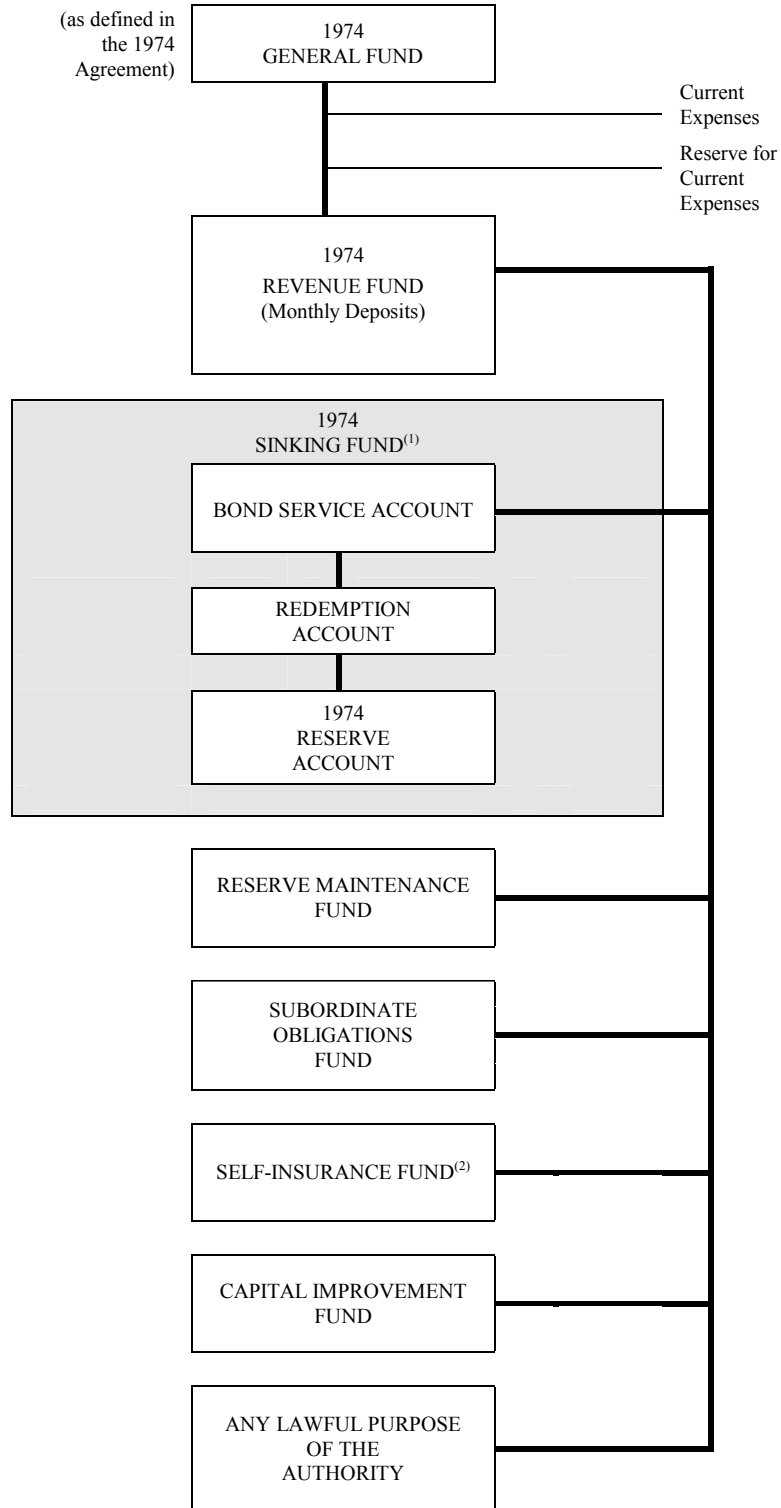 (as defined in
the 1974
Agreement)
1974
GENERAL FUND
Current
Expenses
Reserve for
Current
Expenses
1974
REVENUE FUND
(Monthly Deposits)
1974
SINKING FUND(1)
BOND SERVICE ACCOUNT
REDEMPTION
ACCOUNT
1974
RESERVE
ACCOUNT
RESERVE MAINTENANCE
FUND
SUBORDINATE
OBLIGATIONS
FUND
SELF-INSURANCE FUND(2)
CAPITAL IMPROVEMENT
FUND
ANY LAWFUL PURPOSE
OF THE
AUTHORITY